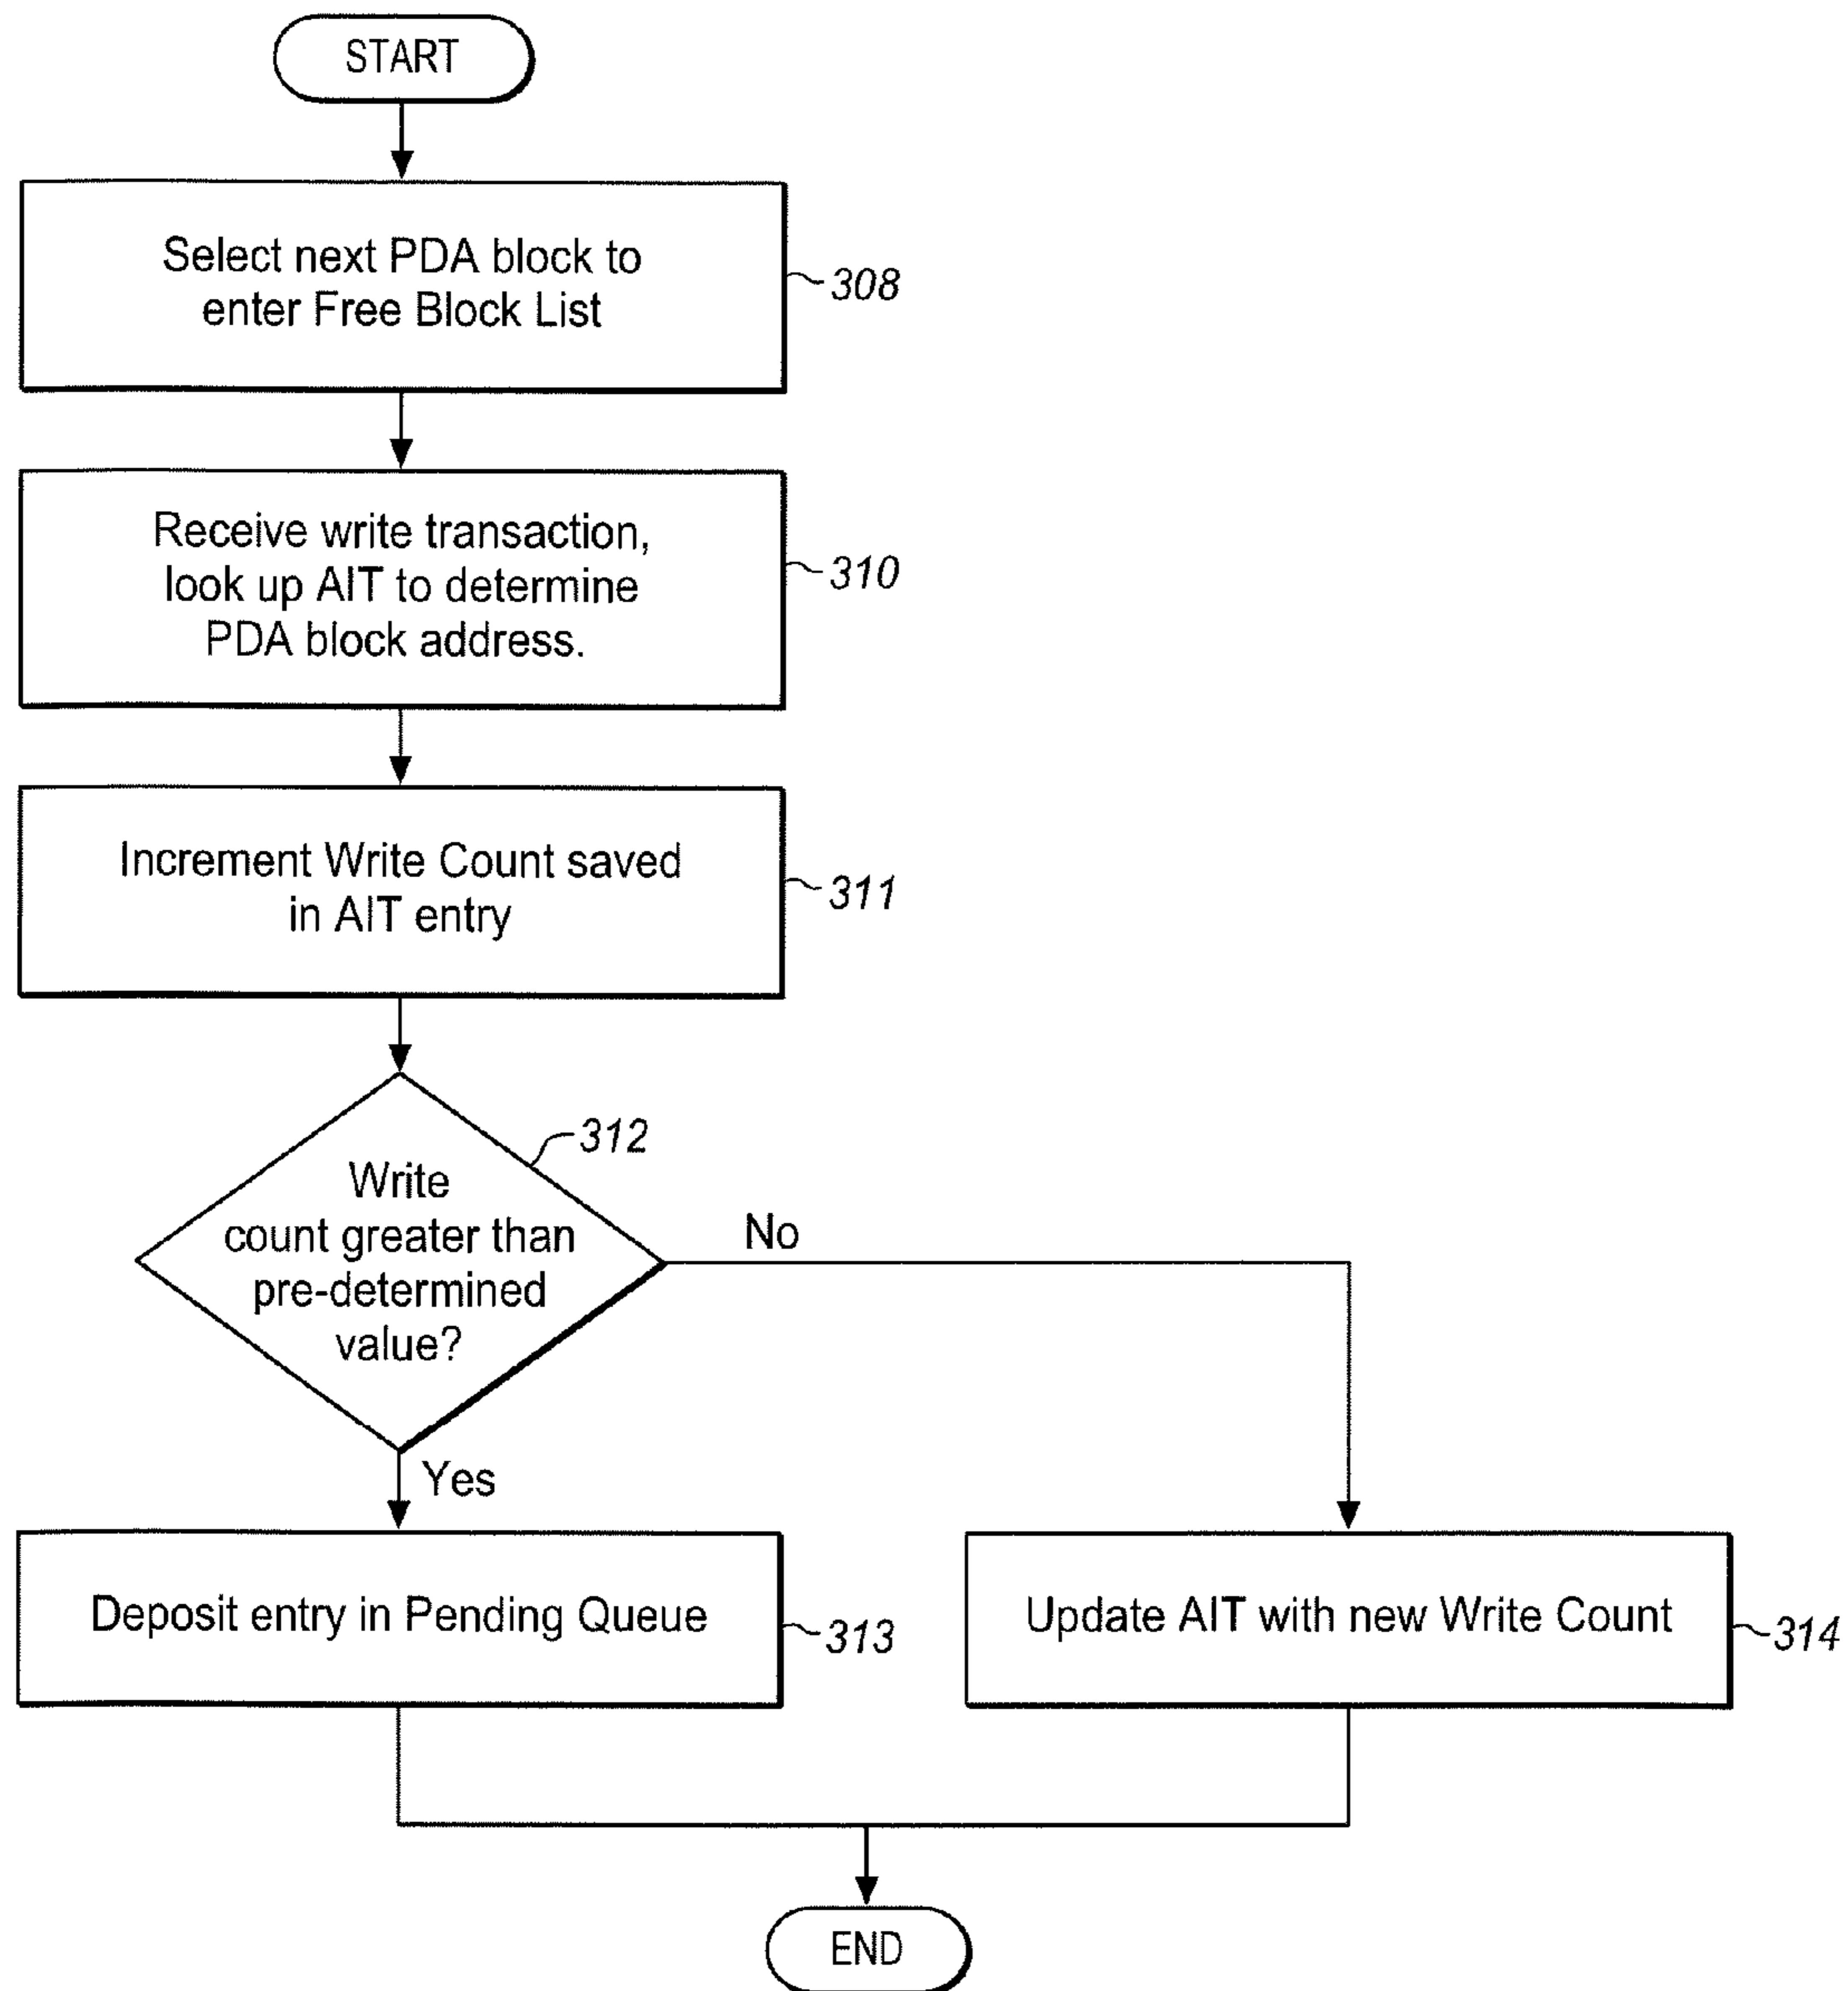 START
Select next PDA block to
enter Free Block List
308
Receive write transaction,
look up AIT to determine
PDA block address.
310
Increment Write Count saved
in AIT entry
311
312
Write
count greater than
pre-determined
value?
No
Yes
Deposit entry in Pending Queue
313
Update AIT with new Write Count
314
END